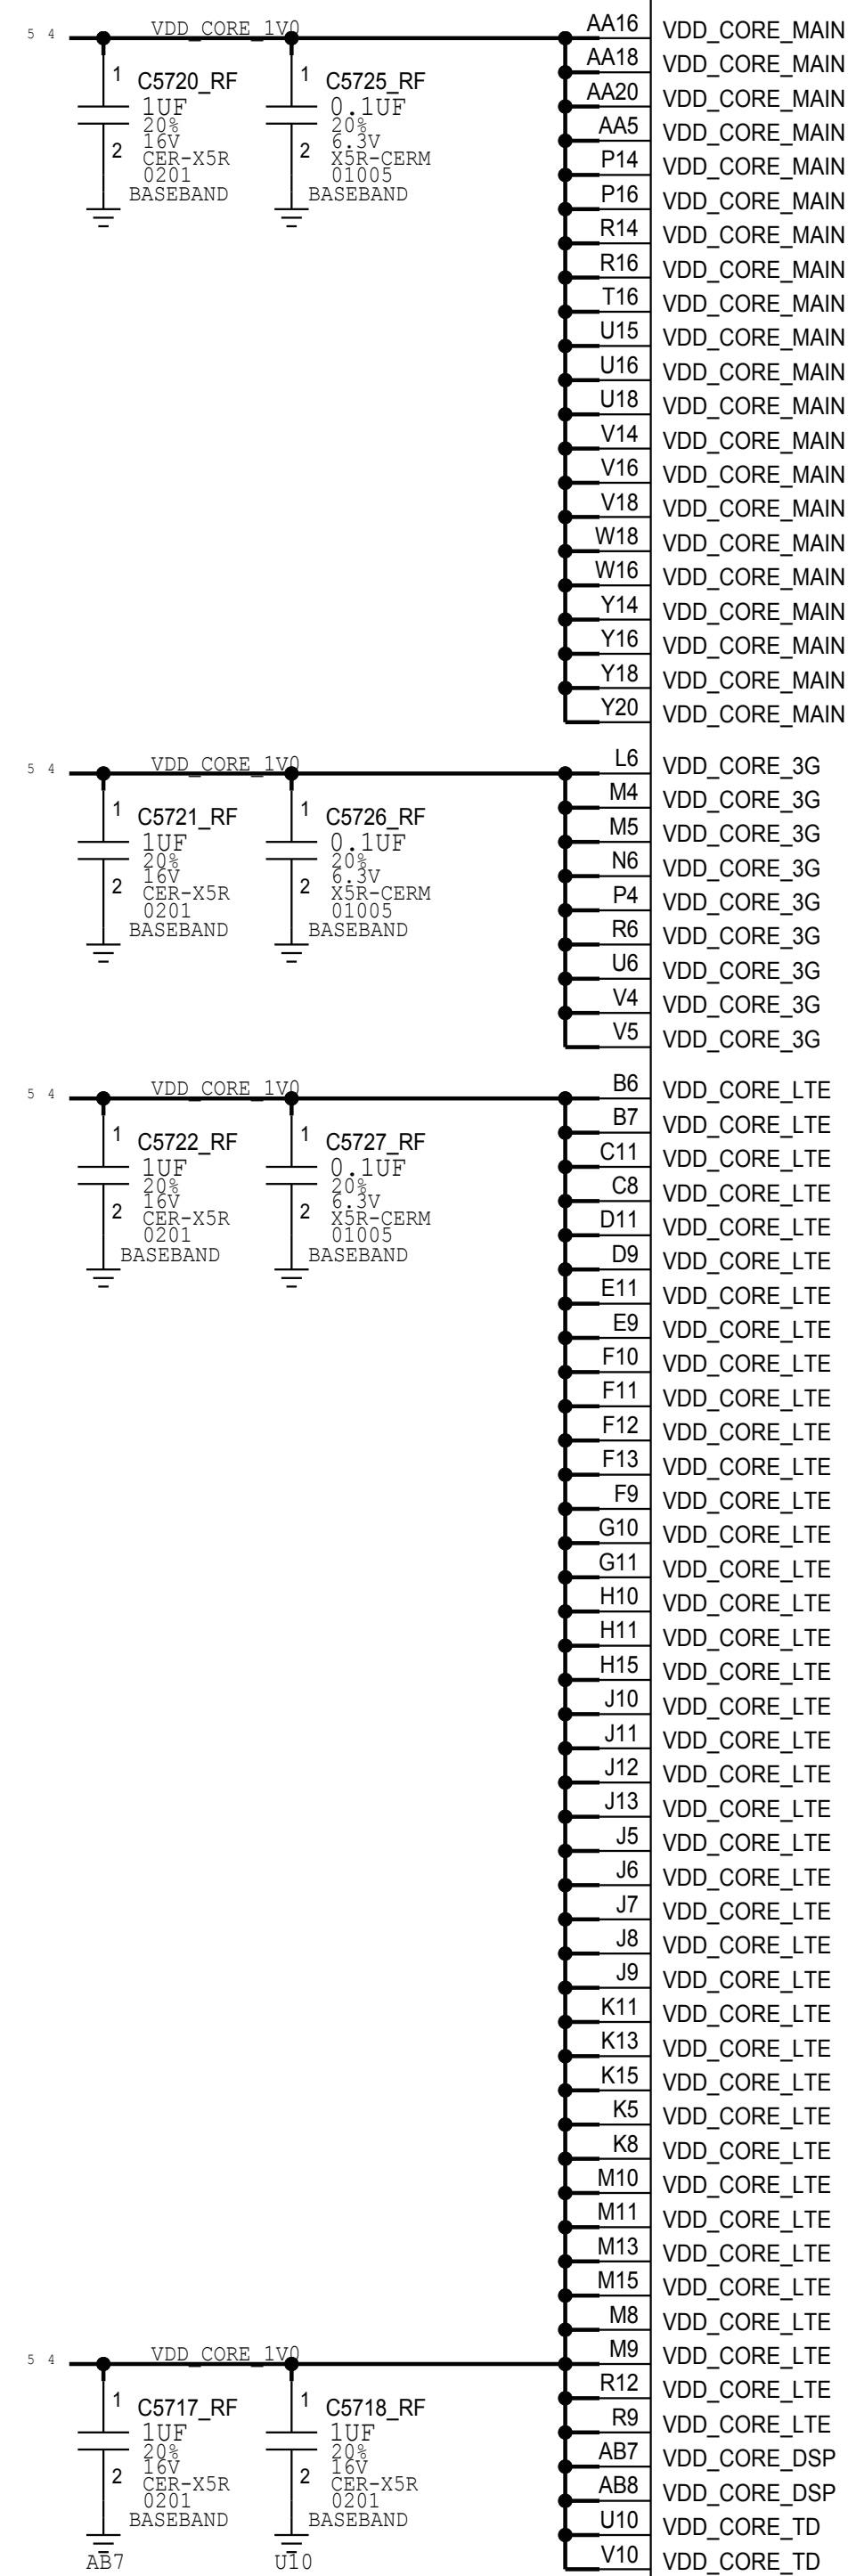 5 4 VDD_CORE_1V0
1 C5720_RF
1UF
20%
16V
2 CER-X5R
0201
BASEBAND
1 C5725_RF
0.1UF
20%
6.3V
2 X5R-CERM
01005
BASEBAND
AA16 VDD_CORE_MAIN
AA18 VDD_CORE_MAIN
AA20 VDD_CORE_MAIN
AA5 VDD_CORE_MAIN
P14 VDD_CORE_MAIN
P16 VDD_CORE_MAIN
R14 VDD_CORE_MAIN
R16 VDD_CORE_MAIN
T16 VDD_CORE_MAIN
U15 VDD_CORE_MAIN
U16 VDD_CORE_MAIN
U18 VDD_CORE_MAIN
V14 VDD_CORE_MAIN
V16 VDD_CORE_MAIN
V18 VDD_CORE_MAIN
W18 VDD_CORE_MAIN
W16 VDD_CORE_MAIN
Y14 VDD_CORE_MAIN
Y16 VDD_CORE_MAIN
Y18 VDD_CORE_MAIN
Y20 VDD_CORE_MAIN
5 4 VDD_CORE_1V0
1 C5721_RF
1UF
20%
16V
2 CER-X5R
0201
BASEBAND
1 C5726_RF
0.1UF
20%
6.3V
2 X5R-CERM
01005
BASEBAND
L6 VDD_CORE_3G
M4 VDD_CORE_3G
M5 VDD_CORE_3G
N6 VDD_CORE_3G
P4 VDD_CORE_3G
R6 VDD_CORE_3G
U6 VDD_CORE_3G
V4 VDD_CORE_3G
V5 VDD_CORE_3G
5 4 VDD_CORE_1V0
1 C5722_RF
1UF
20%
16V
2 CER-X5R
0201
BASEBAND
1 C5727_RF
0.1UF
20%
6.3V
2 X5R-CERM
01005
BASEBAND
B6 VDD_CORE_LTE
B7 VDD_CORE_LTE
C11 VDD_CORE_LTE
C8 VDD_CORE_LTE
D11 VDD_CORE_LTE
D9 VDD_CORE_LTE
E11 VDD_CORE_LTE
E9 VDD_CORE_LTE
F10 VDD_CORE_LTE
F11 VDD_CORE_LTE
F12 VDD_CORE_LTE
F13 VDD_CORE_LTE
F9 VDD_CORE_LTE
G10 VDD_CORE_LTE
G11 VDD_CORE_LTE
H10 VDD_CORE_LTE
H11 VDD_CORE_LTE
H15 VDD_CORE_LTE
J10 VDD_CORE_LTE
J11 VDD_CORE_LTE
J12 VDD_CORE_LTE
J13 VDD_CORE_LTE
J5 VDD_CORE_LTE
J6 VDD_CORE_LTE
J7 VDD_CORE_LTE
J8 VDD_CORE_LTE
J9 VDD_CORE_LTE
K11 VDD_CORE_LTE
K13 VDD_CORE_LTE
K15 VDD_CORE_LTE
K5 VDD_CORE_LTE
K8 VDD_CORE_LTE
M10 VDD_CORE_LTE
M11 VDD_CORE_LTE
M13 VDD_CORE_LTE
M15 VDD_CORE_LTE
M8 VDD_CORE_LTE
M9 VDD_CORE_LTE
R12 VDD_CORE_LTE
R9 VDD_CORE_LTE
AB7 VDD_CORE_DSP
AB8 VDD_CORE_DSP
U10 VDD_CORE_TD
V10 VDD_CORE_TD
5 4 VDD_CORE_1V0
1 C5717_RF
1UF
20%
16V
2 CER-X5R
0201
BASEBAND
AB7
1 C5718_RF
1UF
20%
16V
2 CER-X5R
0201
BASEBAND
U10